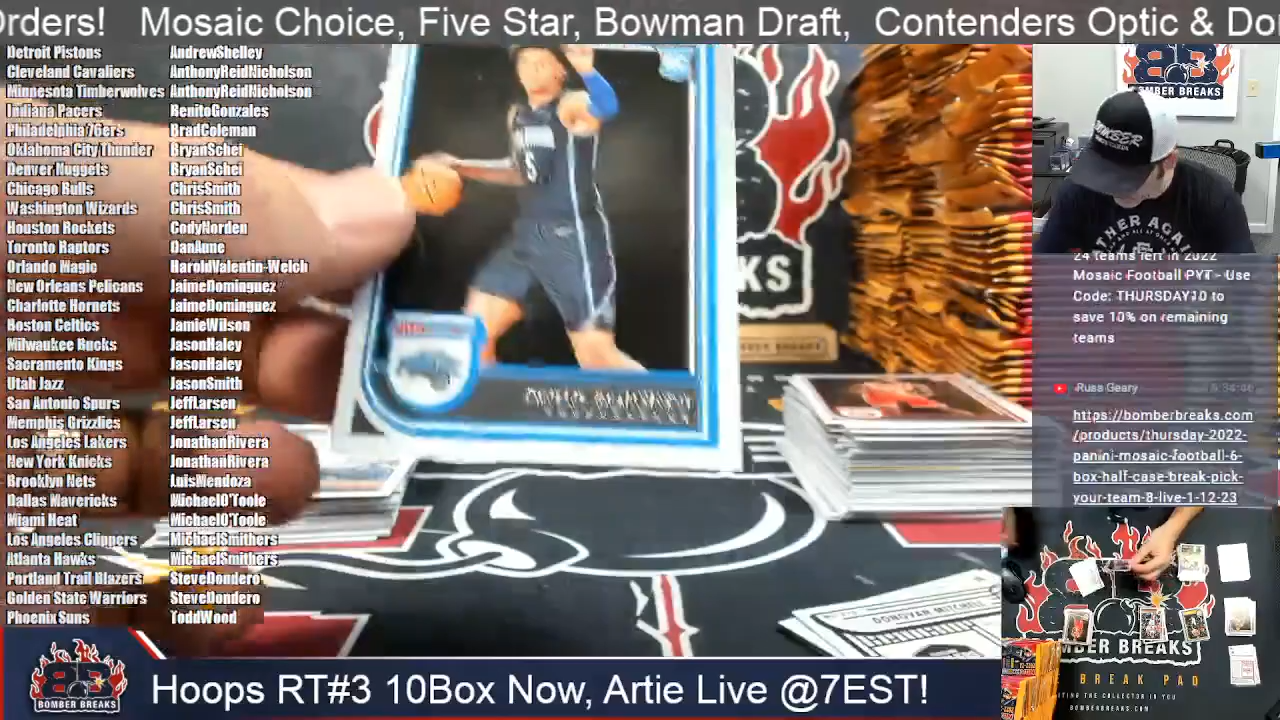 Orders!   Mosaic Choice, Five Star, Bowman Draft,  Contenders Optic & Do
Detroit Pistons AndrewShelley
Cleveland Cavaliers AnthonyReidNicholson
Minnesota Timberwolves AnthonyReidNicholson
Indiana Pacers BenitoGonzales
Philadelphia 76ers BradColeman
Oklahoma City Thunder BryanSchei
Denver Nuggets BryanSchei
Chicago Bulls ChrisSmith
Washington Wizards ChrisSmith
Houston Rockets CodyNorden
Toronto Raptors DanAnne
Orlando Magic HaroldValentin-Welch
New Orleans Pelicans JaimeDominguez
Charlotte Hornets JaimeDominguez
Boston Celtics JamieWilson
Milwaukee Bucks JasonHaley
Sacramento Kings JasonHaley
Utah Jazz JasonSmith
San Antonio Spurs JeffLarsen
Memphis Grizzlies JeffLarsen
Los Angeles Lakers JonathanRivera
New York Knicks JonathanRivera
Brooklyn Nets LuisMendoza
Dallas Mavericks MichaelO'Toole
Miami Heat MichaelO'Toole
Los Angeles Clippers MichaelSmithers
Atlanta Hawks MichaelSmithers
Portland Trail Blazers SteveDondero
Golden State Warriors SteveDondero
Phoenix Suns ToddWood
DONOVAN MITCHELL
BOMBER BREAKS
BOMBER
24 teams left in 2022
Mosaic Football PYT - Use
Code: THURSDAY10 to
save 10% on remaining
teams
Russ Geary
https://bomberbreaks.com
/products/thursday-2022-
panini-mosaic-football-6-
box-half-case-break-pick-
your-team-8-live-1-12-23
MBER BREAKS
BREAK PAD
ITING THE COLLECTOR IN YOU
BOMBERBREAKS.COM
BOMBER BREAKS
Hoops RT#3 10Box Now, Artie Live @7EST!